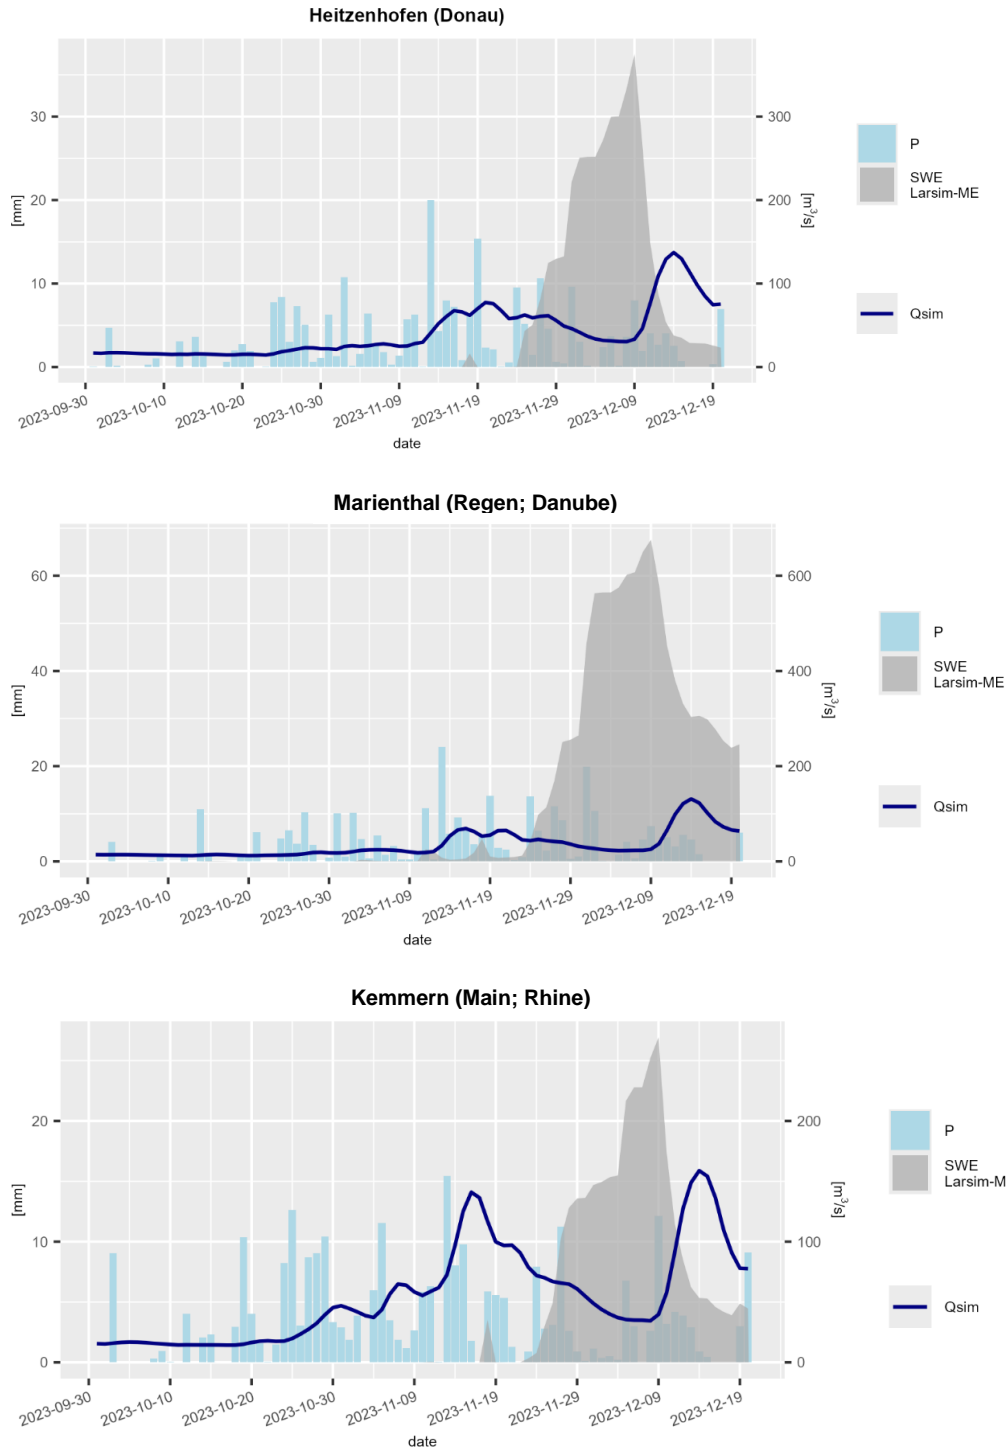 Heitzenhofen (Donau)
30
20
10
0
[mm]
300
200
100
0
[m³/s]
2023-09-30
2023-10-10
2023-10-20
2023-10-30
2023-11-09
2023-11-19
2023-11-29
2023-12-09
2023-12-19
date
P
SWE
Larsim-ME
Qsim
Marienthal (Regen; Danube)
60
40
20
0
[mm]
600
400
200
0
[m³/s]
2023-09-30
2023-10-10
2023-10-20
2023-10-30
2023-11-09
2023-11-19
2023-11-29
2023-12-09
2023-12-19
date
P
SWE
Larsim-ME
Qsim
Kemmern (Main; Rhine)
20
10
0
[mm]
200
100
0
[m³/s]
2023-09-30
2023-10-10
2023-10-20
2023-10-30
2023-11-09
2023-11-19
2023-11-29
2023-12-09
2023-12-19
date
P
SWE
Larsim-M
Qsim